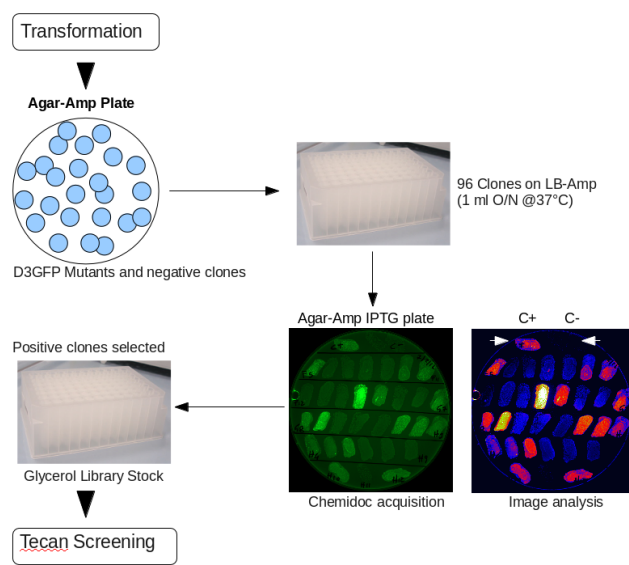 Transformation
Agar-Amp Plate
D3GFP Mutants and negative clones
96 Clones on LB-Amp
(1 ml O/N @37°C)
Agar-Amp IPTG plate
C+ C-
Chemidoc acquisition
Image analysis
Positive clones selected
Glycerol Library Stock
Tecan Screening